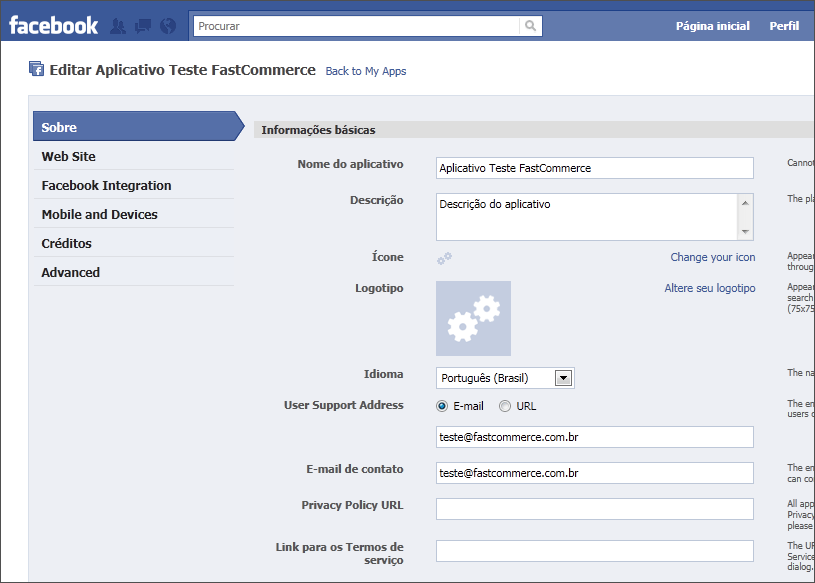 facebook
Procurar
Página inicial
Perfil
Editar Aplicativo Teste FastCommerce Back to My Apps
Sobre
Web Site
Facebook Integration
Mobile and Devices
Créditos
Advanced
Informações básicas
Nome do aplicativo
Aplicativo Teste FastCommerce
Cannot
Descrição
Descrição do aplicativo
The pla
Ícone
Change your icon
Appear
throug
Logotipo
Altere seu logotipo
Appear
search
(75x75
Idioma
Português (Brasil)
The na
User Support Address
E-mail
URL
The em
users c
teste@fastcommerce.com.br
E-mail de contato
teste@fastcommerce.com.br
The em
can co
Privacy Policy URL
All app
Privacy
please
Link para os Termos de
serviço
The UR
Service
dialog.